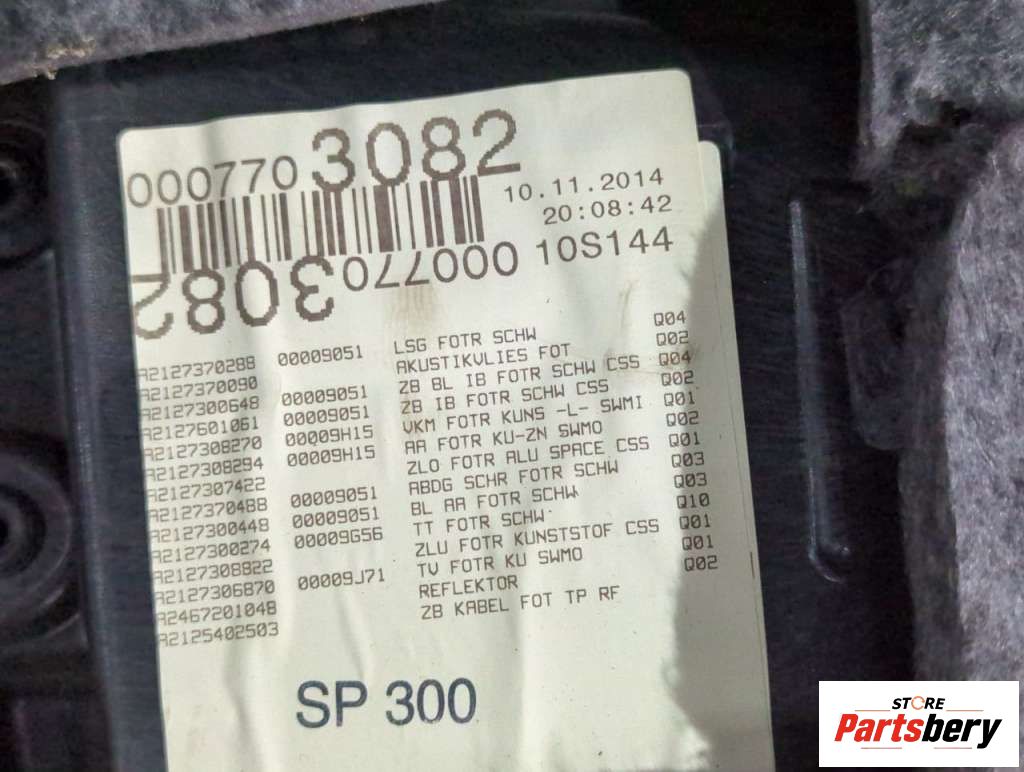 0007703082
10.11.2014
20:08:42
0007703082 10S144
A2127370288 00009051 LSG FOTR SCHW Q04
A2127370090 AKUSTIKVLIES FOT Q02
A2127300648 00009051 ZB BL IB FOTR SCHW CSS Q04
A2127601061 00009051 ZB IB FOTR SCHW CSS Q02
A2127308270 00009H15 VKM FOTR KUNS -L- SWMI Q01
A2127308294 00009H15 AA FOTR KU-ZN SWMO Q02
A2127307422 ZLO FOTR ALU SPACE CSS Q01
A2127370488 00009051 ABDG SCHR FOTR SCHW Q03
A2127300448 00009051 BL AA FOTR SCHW Q03
A2127300274 00009G56 TT FOTR SCHW Q10
A2127308822 ZLU FOTR KUNSTSTOF CSS Q01
A2127306870 00009J71 TV FOTR KU SWMO Q01
A2467201048 REFLEKTOR Q02
A2125402503 ZB KABEL FOT TP RF
SP 300
STORE
Partsbery